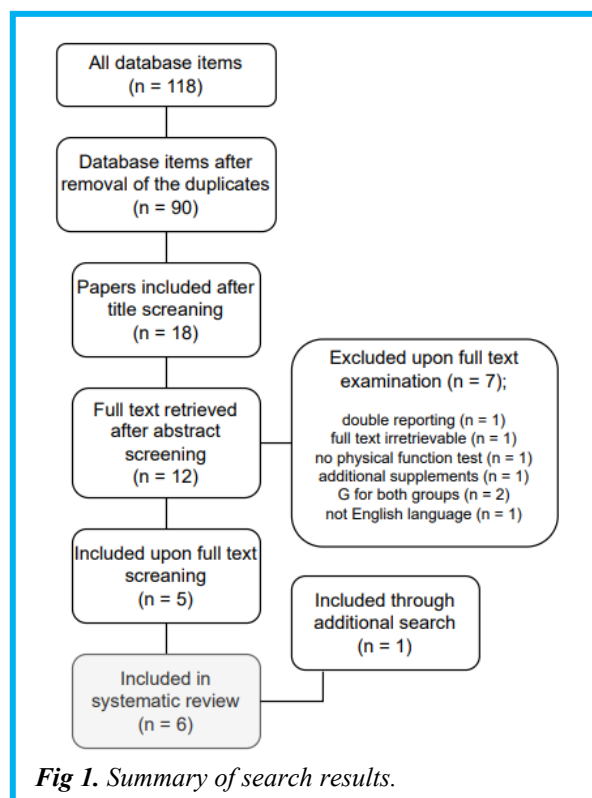 All database items
(n = 118)
Database items after
removal of the duplicates
(n = 90)
Papers included after
title screaning
(n = 18)
Full text retrieved
after abstract
screening
(n = 12)
Excluded upon full text
examination (n = 7);
double reporting (n = 1)
full text irretrievable (n = 1)
no physical function test (n = 1)
additional supplements (n = 1)
G for both groups (n = 2)
not English language (n = 1)
Included upon full text
screaning
(n = 5)
Included through
additional search
(n = 1)
Included in
systematic review
(n = 6)
Fig 1. Summary of search results.